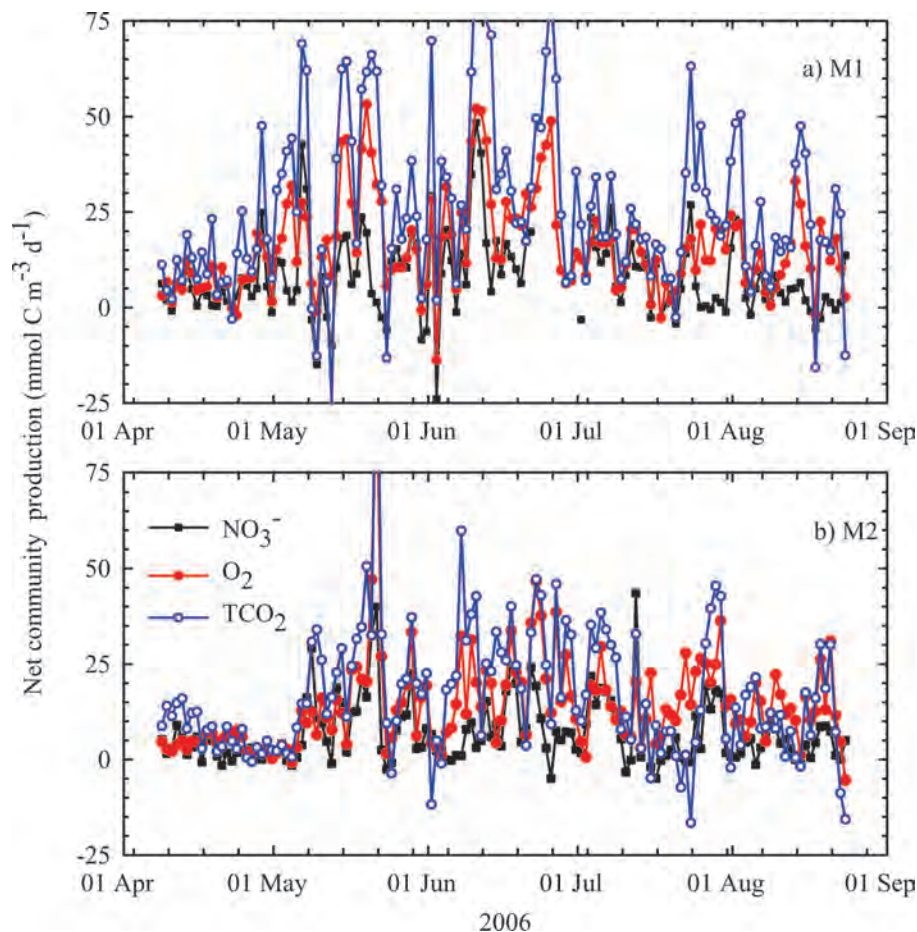 Net community production (mmol C m⁻³ d⁻¹)
75
50
25
0
-25
a) M1
01 Apr 01 May 01 Jun 01 Jul 01 Aug 01 Sep
75
50
25
0
-25
NO₃⁻
O₂
TCO₂
b) M2
01 Apr 01 May 01 Jun 01 Jul 01 Aug 01 Sep
2006